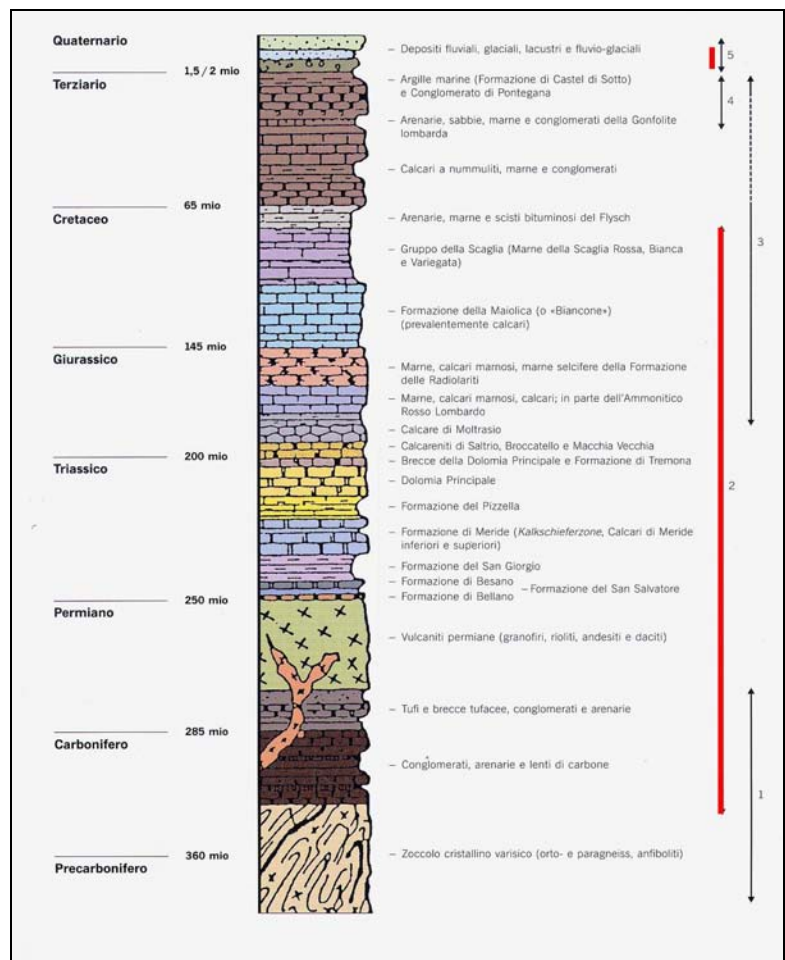 Quaternario
1,5 / 2 mio
Terziario
65 mio
Cretaceo
145 mio
Giurassico
200 mio
Triassico
250 mio
Permiano
285 mio
Carbonifero
360 mio
Precarbonifero
– Depositi fluviali, glaciali, lacustri e fluvio-glaciali
– Argille marine (Formazione di Castel di Sotto)
e Conglomerato di Pontegana
– Arenarie, sabbie, marne e conglomerati della Gonfolite
lombarda
– Calcari a nummuliti, marne e conglomerati
– Arenarie, marne e scisti bituminosi del Flysch
– Gruppo della Scaglia (Marne della Scaglia Rossa, Bianca
e Variegata)
– Formazione della Maiolica (o «Biancone»)
(prevalentemente calcari)
– Marne, calcari marnosi, marne selcifere della Formazione
delle Radiolariti
– Marne, calcari marnosi, calcari; in parte dell'Ammonitico
Rosso Lombardo
– Calcare di Moltrasio
– Calcareniti di Saltrio, Broccatello e Macchia Vecchia
– Brecce della Dolomia Principale e Formazione di Tremona
– Dolomia Principale
– Formazione del Pizzella
– Formazione di Meride (Kalkschieferzone, Calcari di Meride
inferiori e superiori)
– Formazione del San Giorgio
– Formazione di Besano
– Formazione del San Salvatore
– Formazione di Bellano
– Vulcaniti permiane (granofiri, rioliti, andesiti e daciti)
– Tufi e brecce tufacee, conglomerati e arenarie
– Conglomerati, arenarie e lenti di carbone
– Zoccolo cristallino varisico (orto- e paragneiss, anfiboliti)
5
4
3
2
1